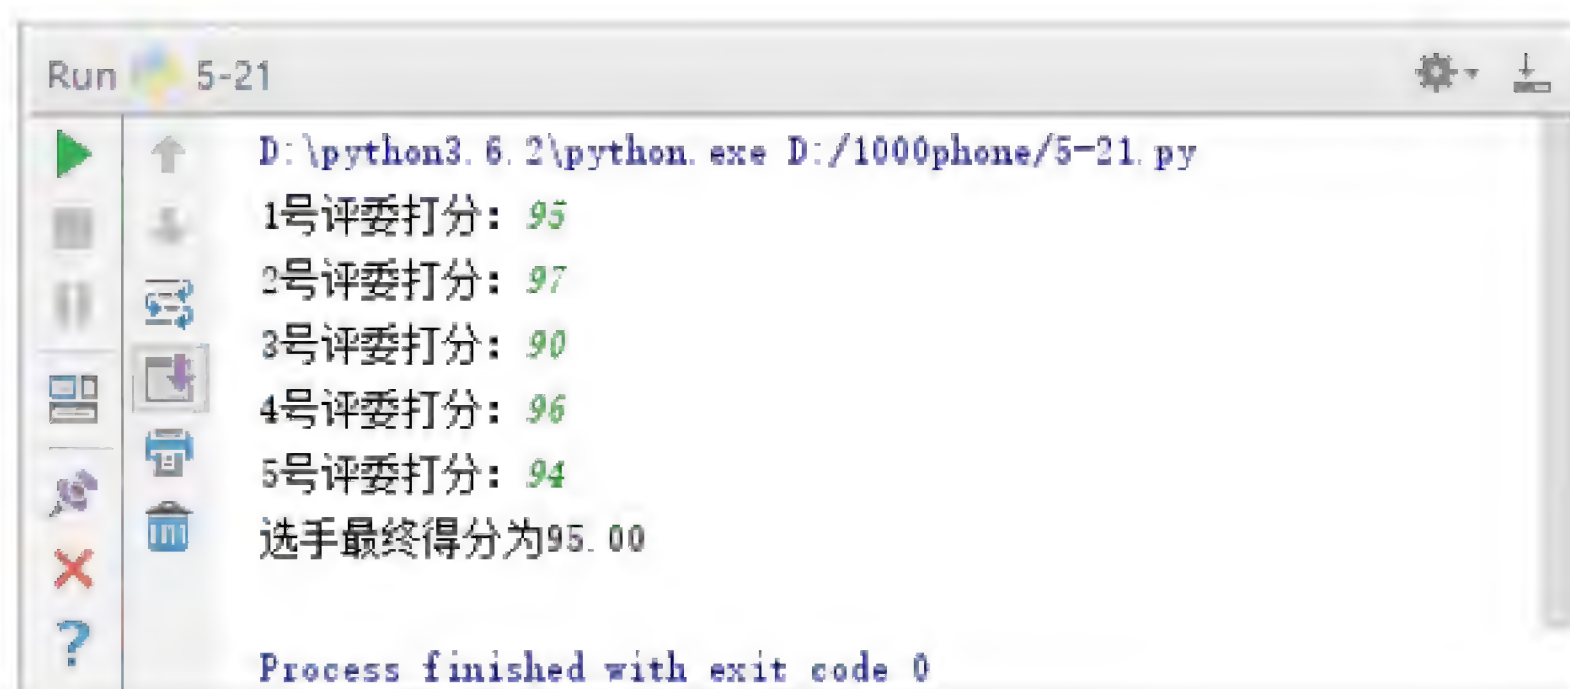 Run 5-21
D:\python3.6.2\python.exe D:/1000phone/5-21.py
1号评委打分：95
2号评委打分：97
3号评委打分：90
4号评委打分：96
5号评委打分：94
选手最终得分为95.00
Process finished with exit code 0